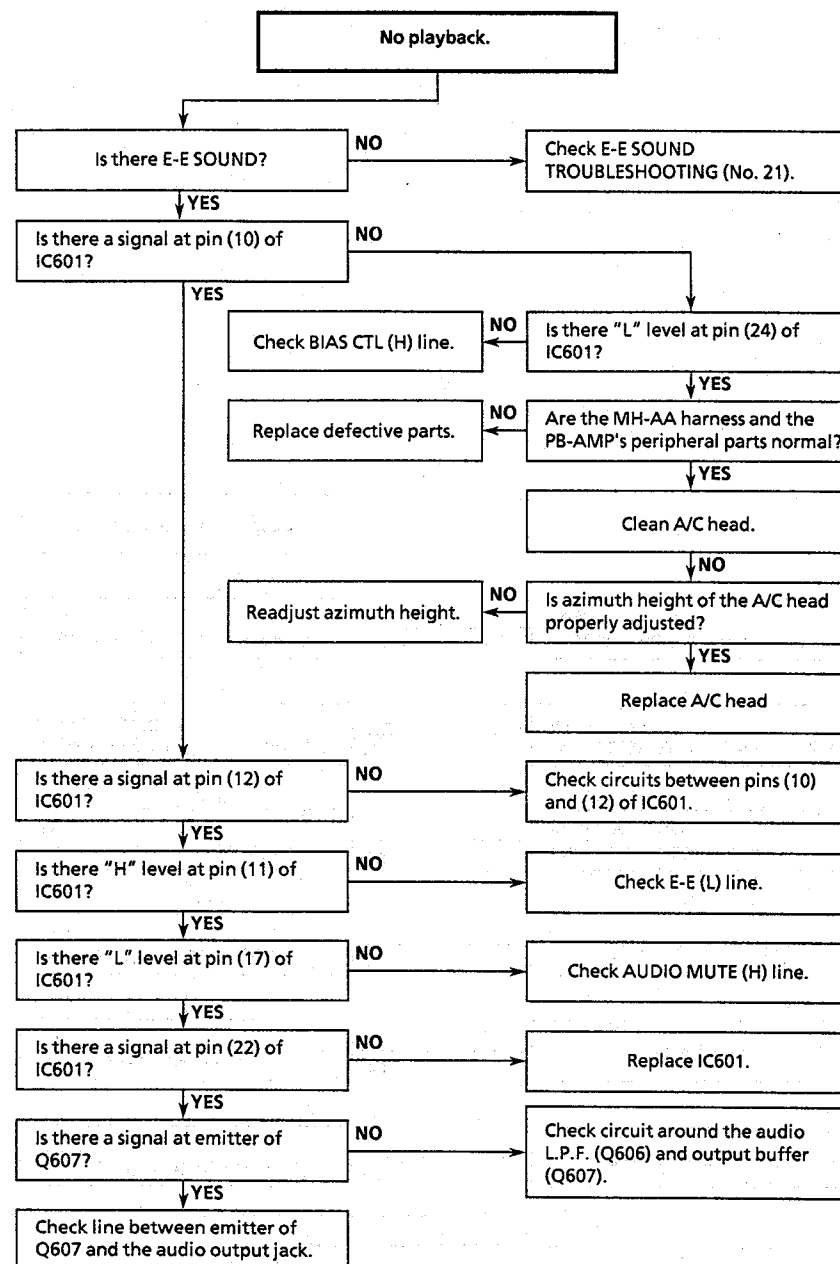 No playback.
Is there E-E SOUND?
NO
Check E-E SOUND
TROUBLESHOOTING (No. 21).
YES
Is there a signal at pin (10) of
IC601?
NO
YES
Check BIAS CTL (H) line.
NO
Is there "L" level at pin (24) of
IC601?
YES
Replace defective parts.
NO
Are the MH-AA harness and the
PB-AMP's peripheral parts normal?
YES
Clean A/C head.
NO
Readjust azimuth height.
NO
Is azimuth height of the A/C head
properly adjusted?
YES
Replace A/C head
Is there a signal at pin (12) of
IC601?
NO
Check circuits between pins (10)
and (12) of IC601.
YES
Is there "H" level at pin (11) of
IC601?
NO
Check E-E (L) line.
YES
Is there "L" level at pin (17) of
IC601?
NO
Check AUDIO MUTE (H) line.
YES
Is there a signal at pin (22) of
IC601?
NO
Replace IC601.
YES
Is there a signal at emitter of
Q607?
NO
Check circuit around the audio
L.P.F. (Q606) and output buffer
(Q607).
YES
Check line between emitter of
Q607 and the audio output jack.